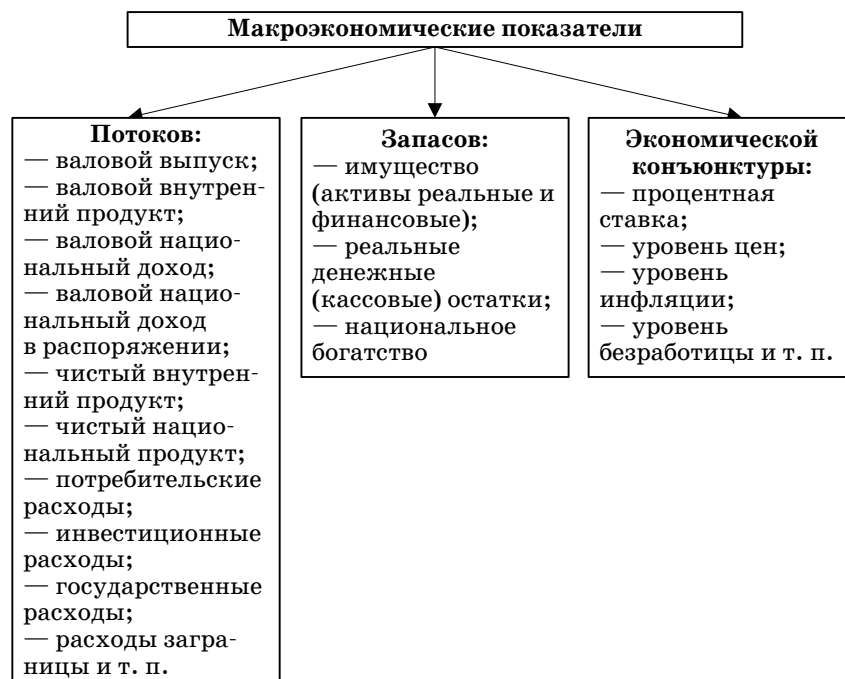 Макроэкономические показатели
Потоков:
— валовой выпуск;
— валовой внутрен-
ний продукт;
— валовой нацио-
нальный доход;
— валовой нацио-
нальный доход
в распоряжении;
— чистый внутрен-
ний продукт;
— чистый нацио-
нальный продукт;
— потребительские
расходы;
— инвестиционные
расходы;
— государственные
расходы;
— расходы загра-
ницы и т. п.
Запасов:
— имущество
(активы реальные и
финансовые);
— реальные
денежные
(кассовые) остатки;
— национальное
богатство
Экономической
конъюнктуры:
— процентная
ставка;
— уровень цен;
— уровень
инфляции;
— уровень
безработицы и т. п.